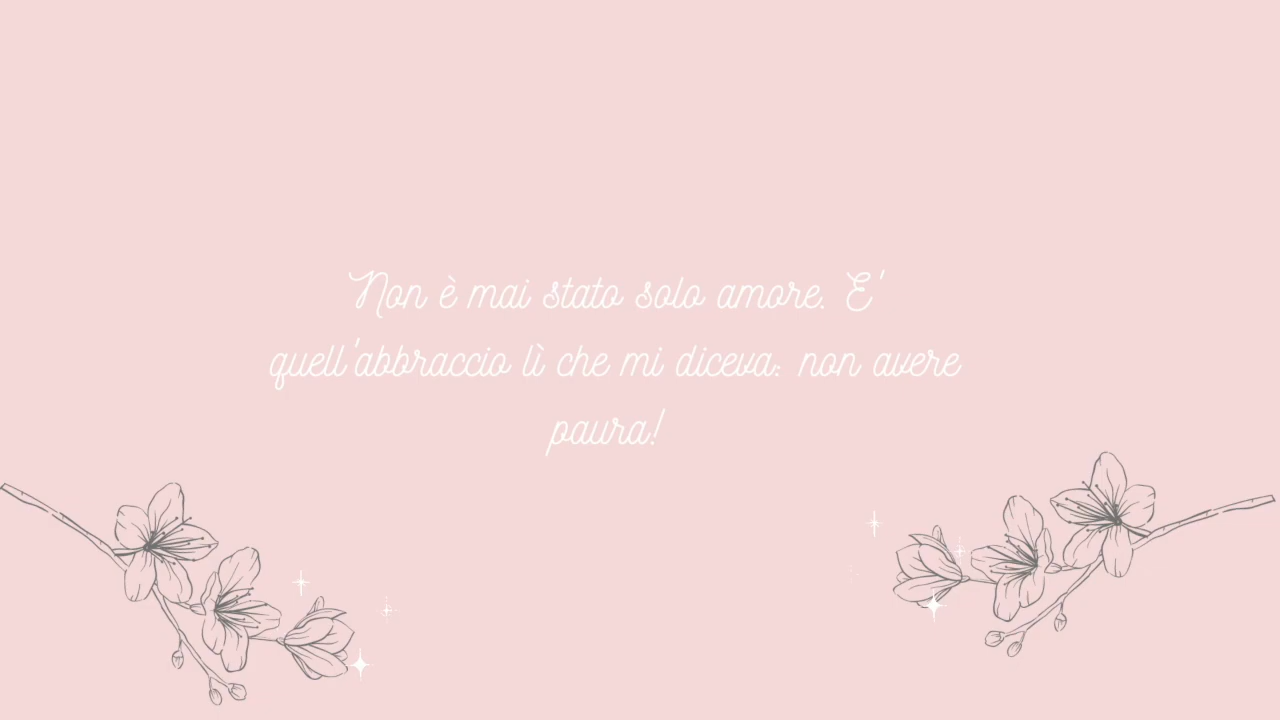 Non è mai stato solo amore. E'
quell'abbraccio lì che mi diceva: non avere
paura!